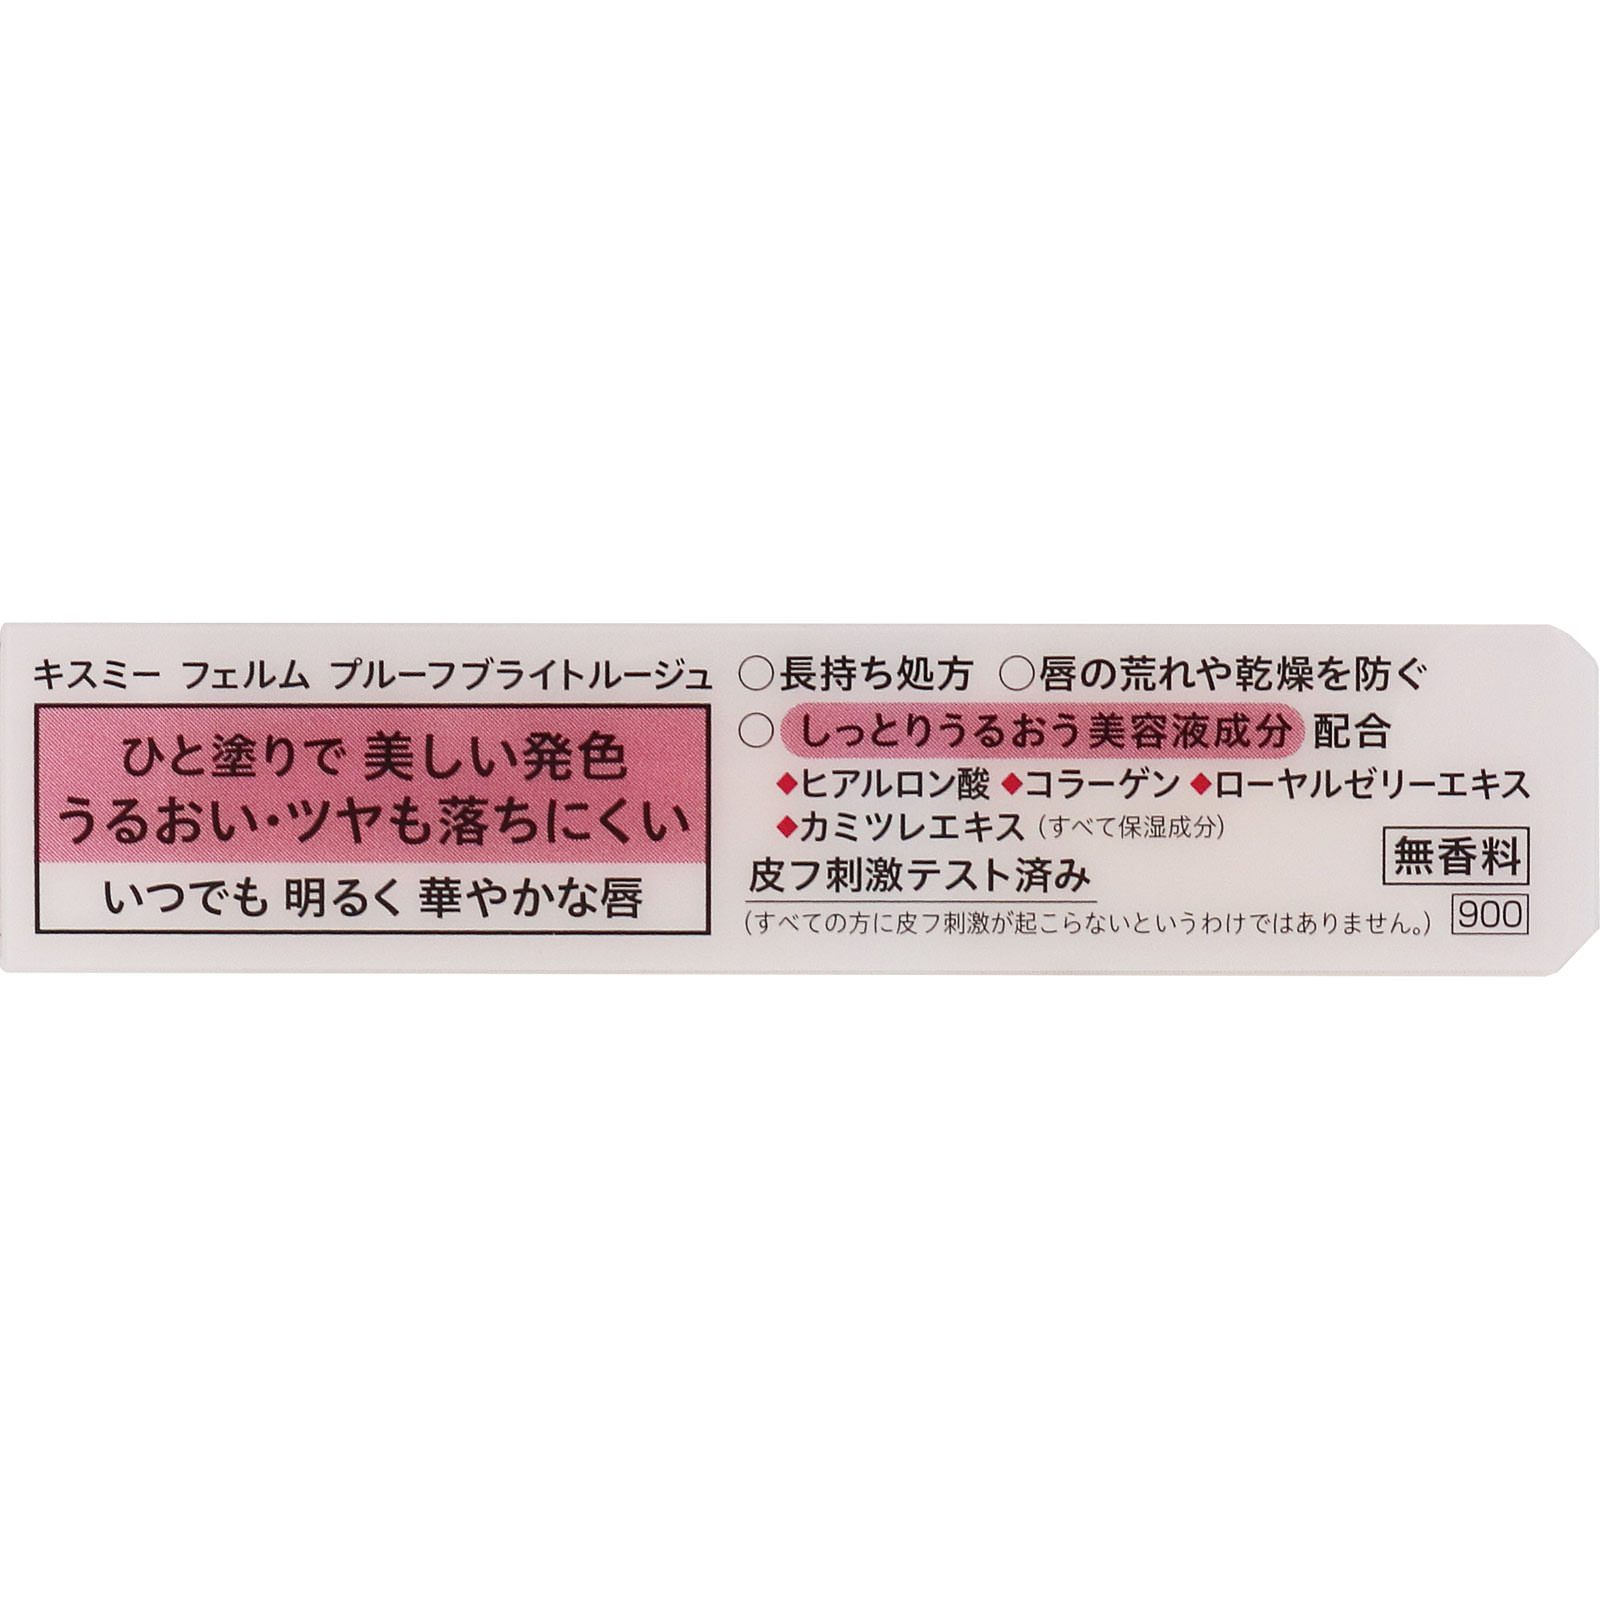 キスミー フェルム プルーフブライトルージュ
ひと塗りで 美しい発色
うるおい・ツヤも落ちにくい
いつでも 明るく 華やかな唇
○長持ち処方 ○唇の荒れや乾燥を防ぐ
○しっとりうるおう美容液成分 配合
◆ヒアルロン酸 ◆コラーゲン ◆ローヤルゼリーエキス
◆カミツレエキス (すべて保湿成分)
皮フ刺激テスト済み
(すべての方に皮フ刺激が起こらないというわけではありません。)
無香料
900